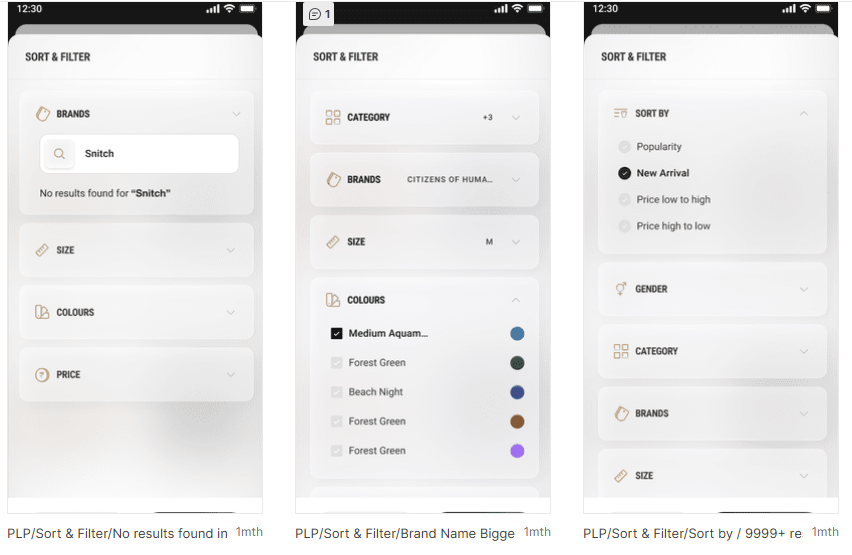 12:30
SORT & FILTER
BRANDS
Snitch
No results found for “Snitch”
SIZE
COLOURS
PRICE
PLP/Sort & Filter/No results found in
1mth
1
SORT & FILTER
CATEGORY
+3
BRANDS
CITIZENS OF HUMA...
SIZE
M
COLOURS
Medium Aquam...
Forest Green
Beach Night
Forest Green
Forest Green
PLP/Sort & Filter/Brand Name Bigge
1mth
12:30
SORT & FILTER
SORT BY
Popularity
New Arrival
Price low to high
Price high to low
GENDER
CATEGORY
BRANDS
SIZE
PLP/Sort & Filter/Sort by / 9999+ re
1mth